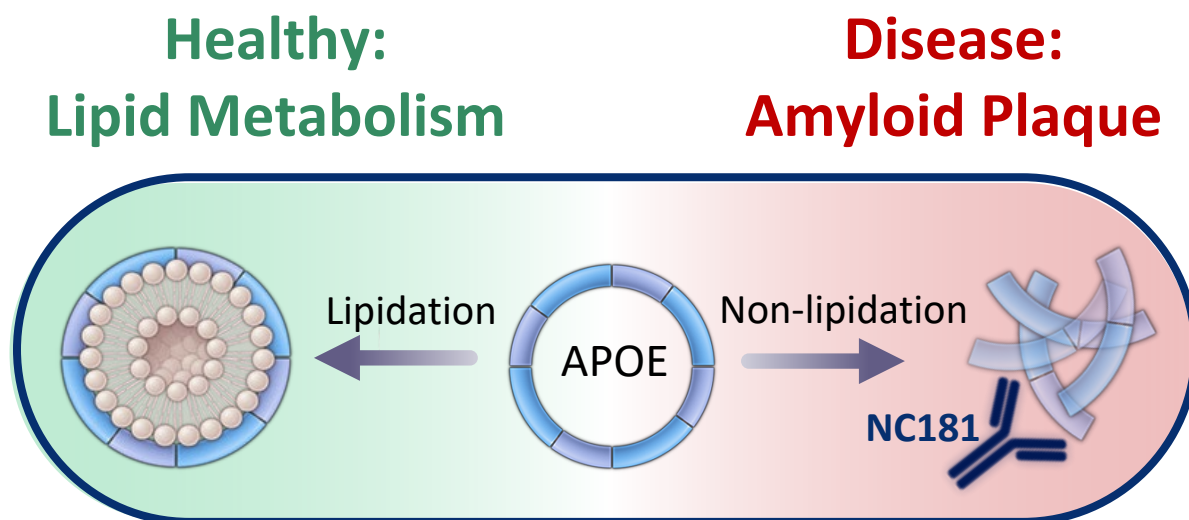 Healthy:
Lipid Metabolism
Disease:
Amyloid Plaque
Lipidation
APOE
Non-lipidation
NC181